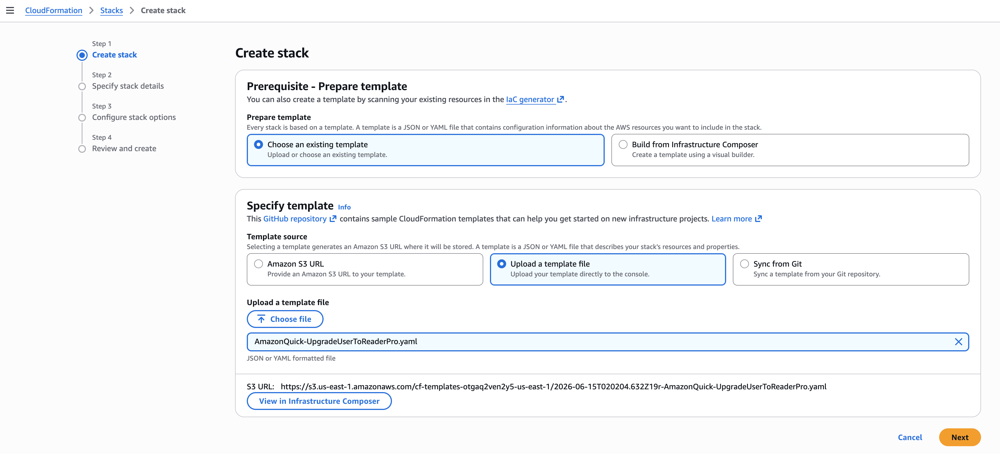 CloudFormation > Stacks > Create stack
Step 1
Create stack
Step 2
Specify stack details
Step 3
Configure stack options
Step 4
Review and create
Create stack
Prerequisite - Prepare template
You can also create a template by scanning your existing resources in the IaC generator.
Prepare template
Every stack is based on a template. A template is a JSON or YAML file that contains configuration information about the AWS resources you want to include in the stack.
Choose an existing template
Upload or choose an existing template.
Build from Infrastructure Composer
Create a template using a visual builder.
Specify template Info
This GitHub repository contains sample CloudFormation templates that can help you get started on new infrastructure projects. Learn more
Template source
Selecting a template generates an Amazon S3 URL where it will be stored. A template is a JSON or YAML file that describes your stack's resources and properties.
Amazon S3 URL
Provide an Amazon S3 URL to your template.
Upload a template file
Upload your template directly to the console.
Sync from Git
Sync a template from your Git repository.
Upload a template file
Choose file
AmazonQuick-UpgradeUserToReaderPro.yaml
JSON or YAML formatted file
S3 URL: https://s3.us-east-1.amazonaws.com/cf-templates-otgaq2ven2y5-us-east-1/2026-06-15T020204.632Z19r-AmazonQuick-UpgradeUserToReaderPro.yaml
View in Infrastructure Composer
Cancel
Next